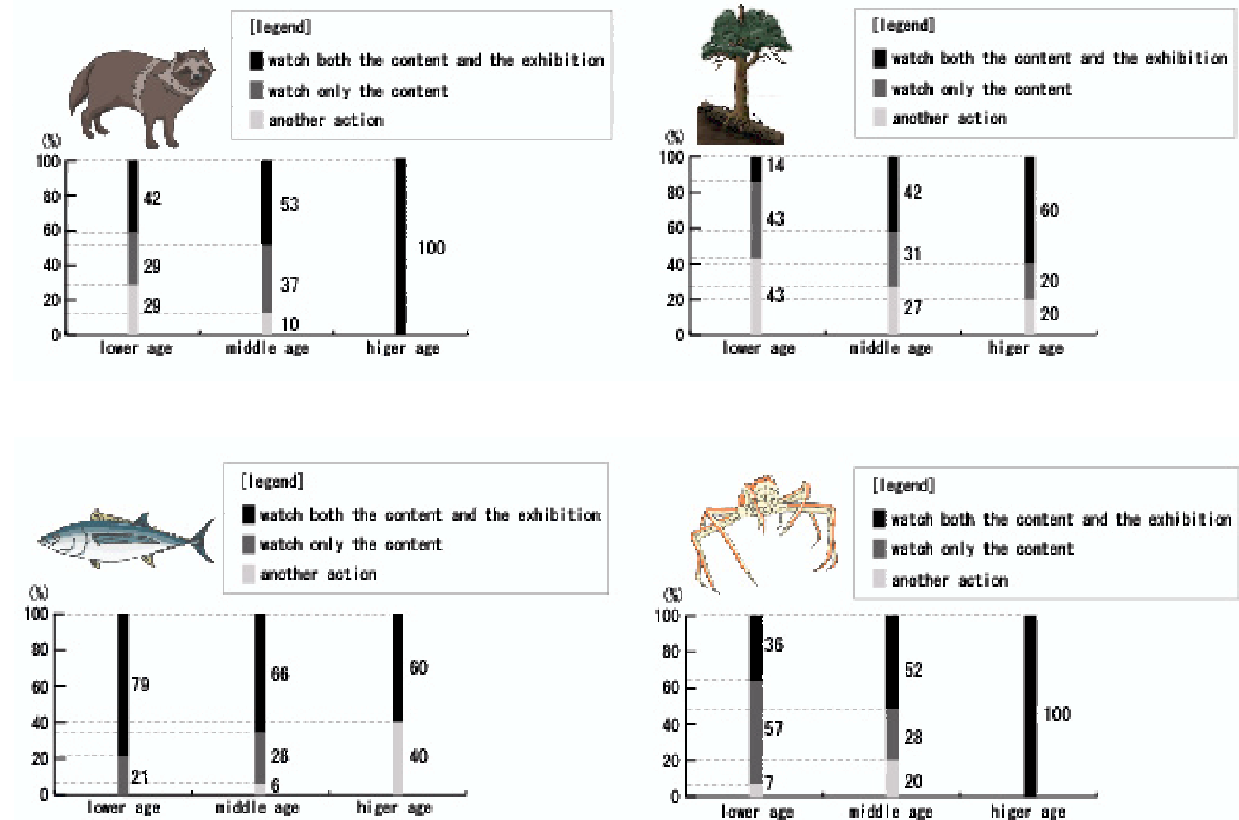 [legend]
watch both the content and the exhibition
watch only the content
another action
(%)
100
80
60
40
20
0
42
29
29
53
37
10
100
lower age
middle age
higer age
[legend]
watch both the content and the exhibition
watch only the content
another action
(%)
100
80
60
40
20
0
14
43
43
42
31
27
60
20
20
lower age
middle age
higer age
[legend]
watch both the content and the exhibition
watch only the content
another action
(%)
100
80
60
40
20
0
79
21
66
28
6
60
40
lower age
middle age
higer age
[legend]
watch both the content and the exhibition
watch only the content
another action
(%)
100
80
60
40
20
0
36
57
7
52
28
20
100
lower age
middle age
higer age